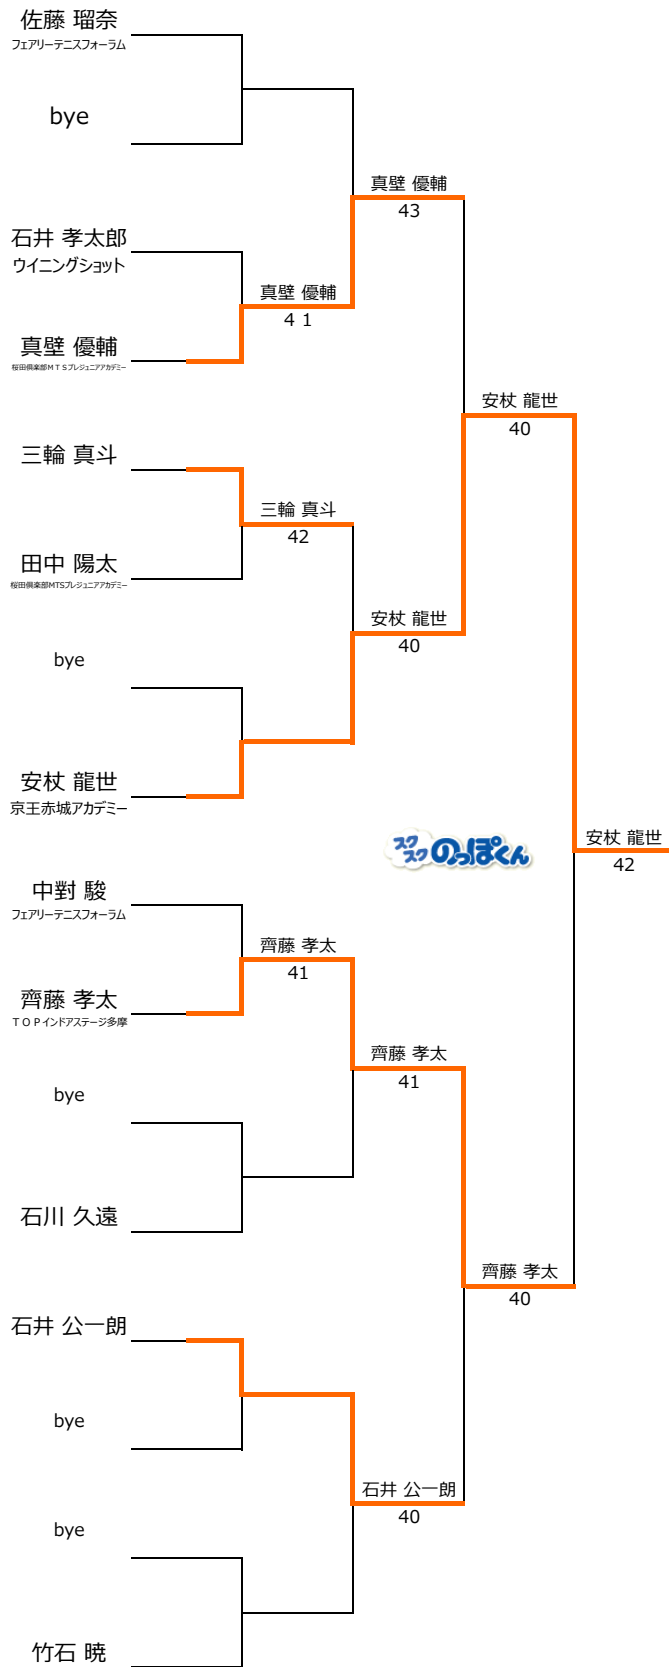 佐藤 瑠奈
フェアリーテニスフォーラム
bye
真壁 優輔
43
石井 孝太郎
ウイニングショット
真壁 優輔
4 1
真壁 優輔
桜田倶楽部ＭＴＳプレジュニアアカデミー
安杖 龍世
40
三輪 真斗
三輪 真斗
42
田中 陽太
桜田倶楽部MTSプレジュニアアカデミー
安杖 龍世
40
bye
安杖 龍世
京王赤城アカデミー
スクスクのっぽくん
安杖 龍世
42
中對 駿
フェアリーテニスフォーラム
齊藤 孝太
41
齊藤 孝太
ＴＯＰインドアステージ多摩
齊藤 孝太
41
bye
石川 久遠
齊藤 孝太
40
石井 公一朗
bye
石井 公一朗
40
bye
竹石 暁